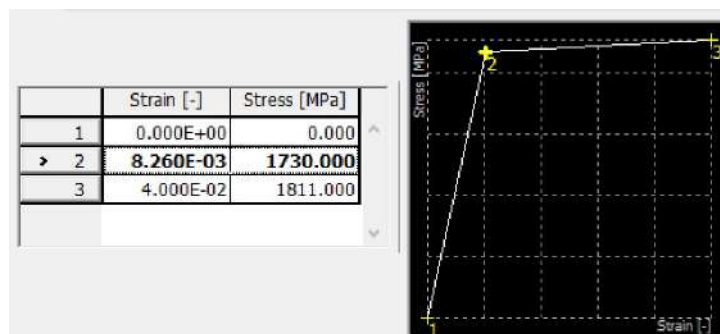 Strain [-] Stress [MPa]
1 0.000E+00 0.000
> 2 8.260E-03 1730.000
3 4.000E-02 1811.000
Stress [MPa]
2
3
1
Strain [-]